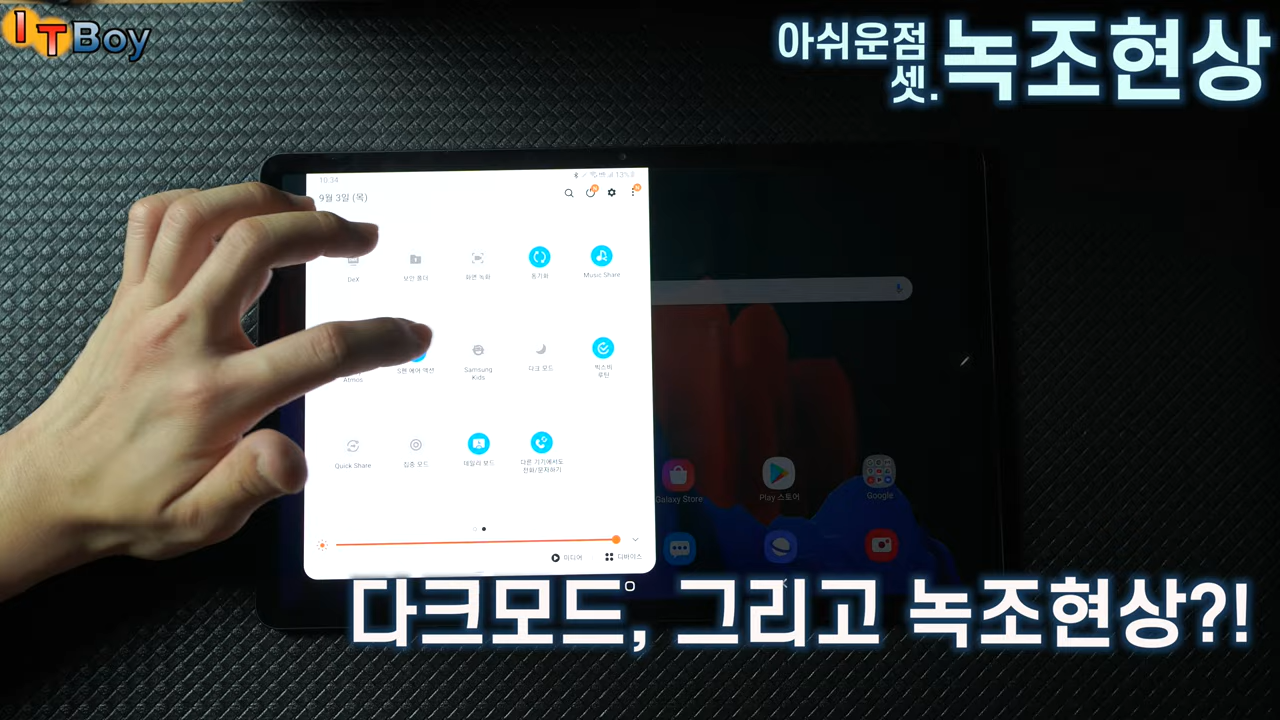 ITBoy
아쉬운점
셋. 녹조현상
10:34
13%
9월 3일 (목)
DeX
보안 폴더
화면 녹화
동기화
Music Share
Atmos
S펜 에어 액션
Samsung
Kids
다크 모드
빅스비
루틴
Quick Share
집중 모드
데일리 보드
다른 기기에서도
전화/문자하기
미디어
디바이스
Galaxy Store
Play 스토어
Google
다크모드, 그리고 녹조현상?!